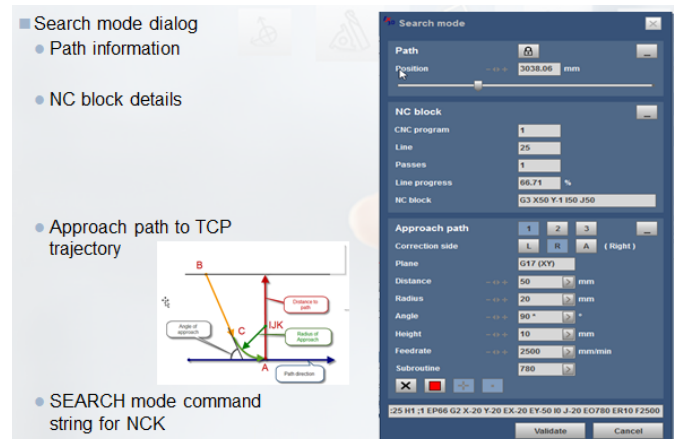 Search mode dialog
Path information
NC block details
Approach path to TCP
trajectory
B
Distance to
path
Angle of
approach
C
IJK
Radius of
Approach
A
Path direction
SEARCH mode command
string for NCK
Search mode
Path
Position
3038.06 mm
NC block
CNC program 1
Line 25
Passes 1
Line progress 66.71 %
NC block G3 X50 Y-1 I50 J50
Approach path 1 2 3
Correction side L R A ( Right )
Plane G17 (XY)
Distance 50 mm
Radius 20 mm
Angle 90 ° °
Height 10 mm
Feedrate 2500 mm/min
Subroutine 780
:25 H1 ;1 EP66 G2 X-20 Y-20 EX-20 EY-50 I0 J-20 EO780 ER10 F2500
Validate Cancel